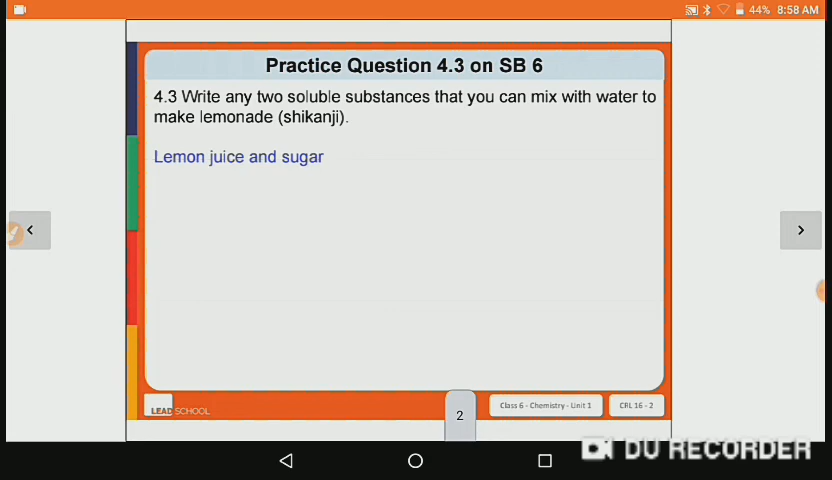 44% 8:58 AM
Practice Question 4.3 on SB 6
4.3 Write any two soluble substances that you can mix with water to
make lemonade (shikanji).
Lemon juice and sugar
<
>
LEAD SCHOOL
2
Class 6 - Chemistry - Unit 1
CRL 16 - 2
DU RECORDER